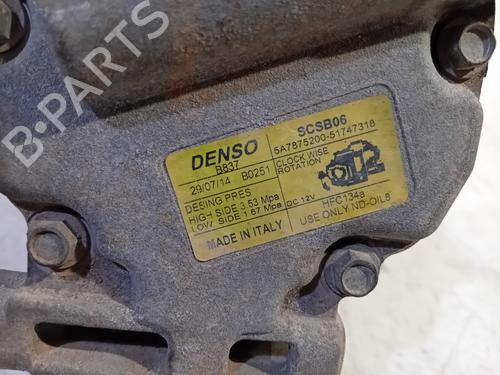 B-PARTS
DENSO
B837
29/07/14 B0251
DESING PRES
HIGH SIDE 3.53 Mpa
LOW SIDE 1.67 Mpa
MADE IN ITALY
SCSB06
5A7875200-51747318
CLOCK WISE
ROTATION
DC 12V
HFC134a
USE ONLY ND-OIL8